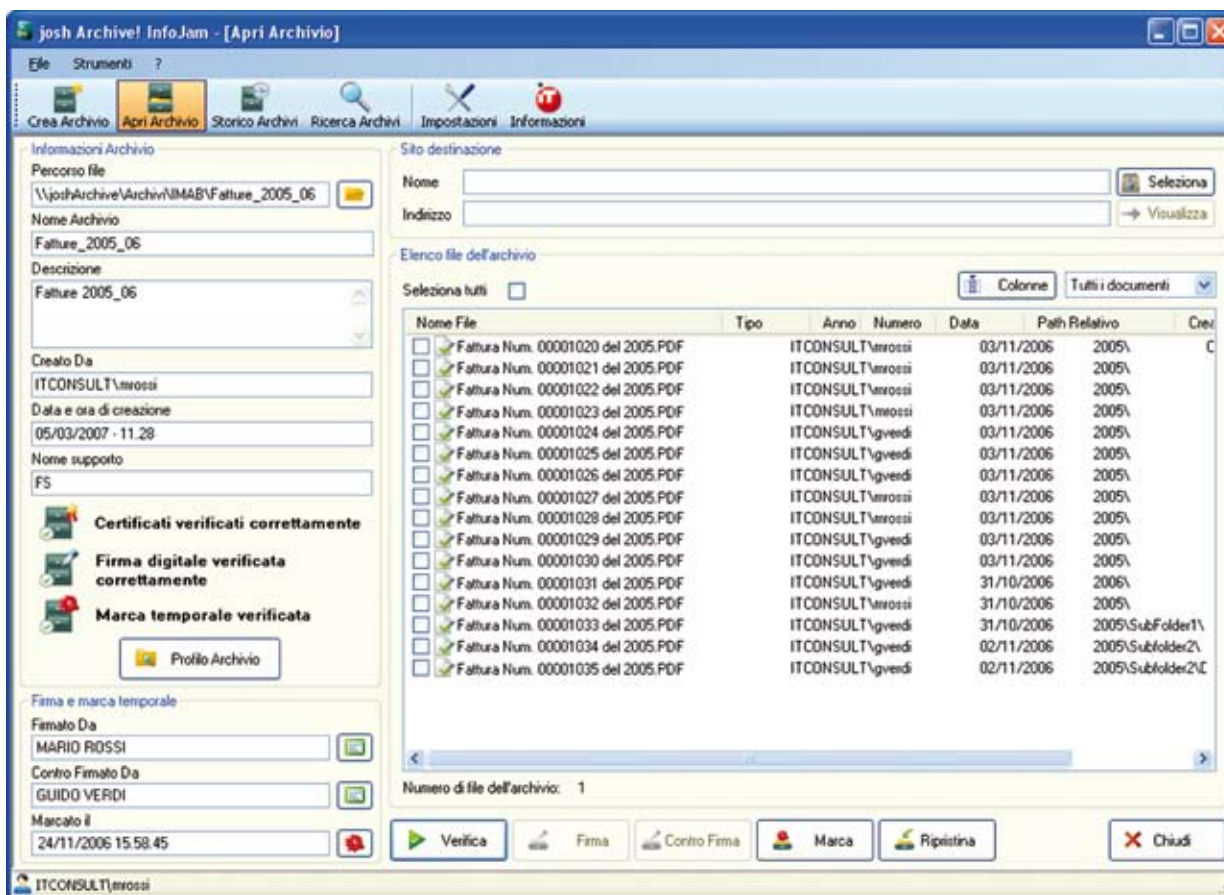 josh Archive! InfoJam - [Apri Archivio]
File Strumenti ?
Crea Archivio Apri Archivio Storico Archivi Ricerca Archivi Impostazioni Informazioni
Informazioni Archivio
Percorso file
\\joshArchive\Archivi\IMAB\Fatture_2005_06
Nome Archivio
Fatture_2005_06
Descrizione
Fatture 2005_06
Creato Da
ITCONSULT\mrossi
Data e ora di creazione
05/03/2007 - 11.28
Nome supporto
FS
Certificati verificati correttamente
Firma digitale verificata
correttamente
Marca temporale verificata
Profilo Archivio
Firma e marca temporale
Firmato Da
MARIO ROSSI
Contro Firmato Da
GUIDO VERDI
Marcato il
24/11/2006 15.58.45
Sito destinazione
Nome Seleziona
Indirizzo Visualizza
Elenco file dell'archivio
Seleziona tutti Colonne Tutti i documenti
Nome File Tipo Anno Numero Data Path Relativo Crea
Fattura Num. 00001020 del 2005.PDF ITCONSULT\mrossi 03/11/2006 2005\
Fattura Num. 00001021 del 2005.PDF ITCONSULT\mrossi 03/11/2006 2005\
Fattura Num. 00001022 del 2005.PDF ITCONSULT\mrossi 03/11/2006 2005\
Fattura Num. 00001023 del 2005.PDF ITCONSULT\mrossi 03/11/2006 2005\
Fattura Num. 00001024 del 2005.PDF ITCONSULT\gverdi 03/11/2006 2005\
Fattura Num. 00001025 del 2005.PDF ITCONSULT\gverdi 03/11/2006 2005\
Fattura Num. 00001026 del 2005.PDF ITCONSULT\gverdi 03/11/2006 2005\
Fattura Num. 00001027 del 2005.PDF ITCONSULT\mrossi 03/11/2006 2005\
Fattura Num. 00001028 del 2005.PDF ITCONSULT\mrossi 03/11/2006 2005\
Fattura Num. 00001029 del 2005.PDF ITCONSULT\gverdi 03/11/2006 2005\
Fattura Num. 00001030 del 2005.PDF ITCONSULT\gverdi 03/11/2006 2005\
Fattura Num. 00001031 del 2005.PDF ITCONSULT\gverdi 31/10/2006 2006\
Fattura Num. 00001032 del 2005.PDF ITCONSULT\mrossi 31/10/2006 2005\
Fattura Num. 00001033 del 2005.PDF ITCONSULT\gverdi 31/10/2006 2005\SubFolder1\
Fattura Num. 00001034 del 2005.PDF ITCONSULT\gverdi 02/11/2006 2005\Subfolder2\
Fattura Num. 00001035 del 2005.PDF ITCONSULT\gverdi 02/11/2006 2005\Subfolder2\
Numero di file dell'archivio: 1
Verifica Firma Contro Firma Marca Ripristina Chiudi
ITCONSULT\mrossi